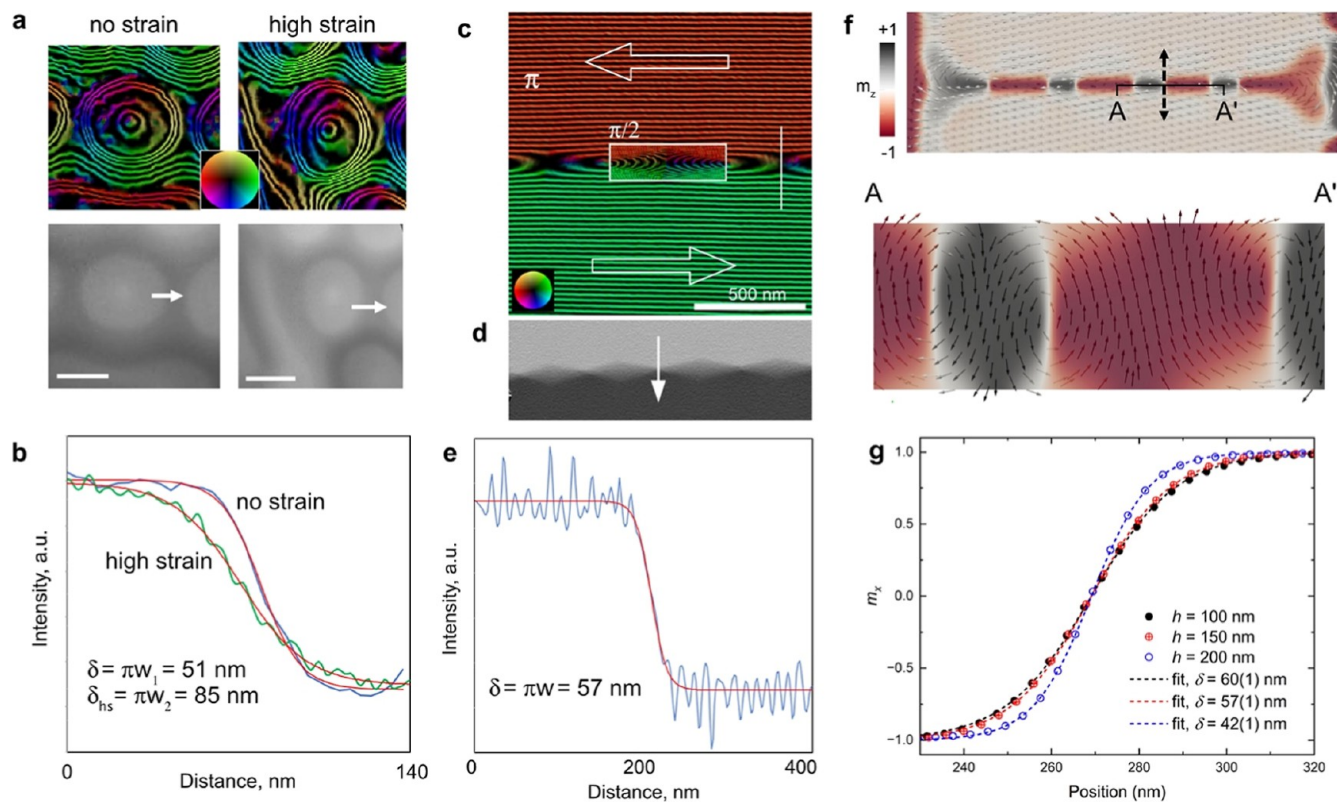 a
no strain
high strain
b
Intensity, a.u.
no strain
high strain
δ= πw₁ = 51 nm
δhs= πw₂ = 85 nm
0
140
Distance, nm
c
π
π/2
500 nm
d
e
Intensity, a.u.
δ= πw= 57 nm
0
200
400
Distance, nm
f
+1
mz
-1
A
A'
A
A'
g
mx
1.0
0.5
0.0
-0.5
-1.0
h = 100 nm
h = 150 nm
h = 200 nm
fit, δ = 60(1) nm
fit, δ = 57(1) nm
fit, δ = 42(1) nm
240
260
280
300
320
Position (nm)